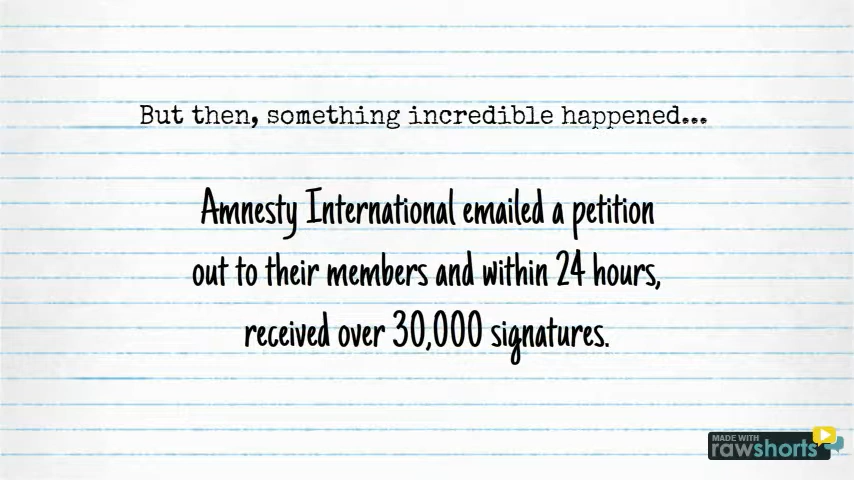 But then, something incredible happened...
Amnesty International emailed a petition
out to their members and within 24 hours,
received over 30,000 signatures.
MADE WITH
rawshorts